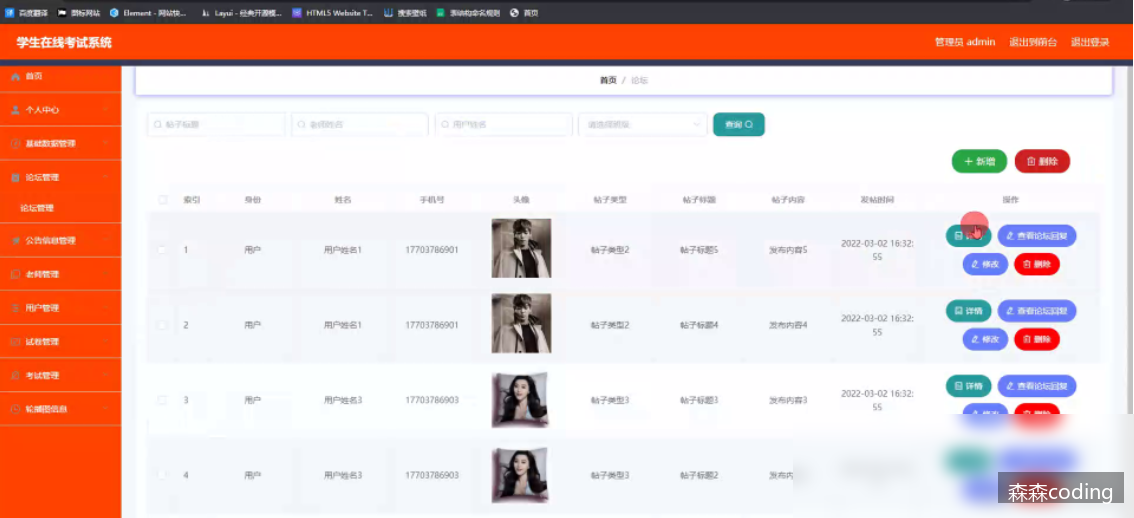 百度翻译 图标网站 Element - 网站快... Layui - 经典开源模... HTML5 Website T... 搜索壁纸 源码命名规则 首页
学生在线考试系统 管理员 admin 退出到前台 退出登录
首页
个人中心
基础数据管理
论坛管理
论坛管理
公告信息管理
老师管理
用户管理
试卷管理
考试管理
轮播图信息
首页 / 论坛
帖子标题 老师姓名 用户姓名 请选择班级 查询
+ 新增 删除
索引 身份 姓名 手机号 头像 帖子类型 帖子标题 帖子内容 发帖时间 操作
1 用户 用户姓名1 17703786901 帖子类型2 帖子标题5 发布内容5 2022-03-02 16:32:
55
查看论坛回复
修改 删除
2 用户 用户姓名1 17703786901 帖子类型2 帖子标题4 发布内容4 2022-03-02 16:32:
55
详情 查看论坛回复
修改 删除
3 用户 用户姓名3 17703786903 帖子类型3 帖子标题3 发布内容3 2022-03-02 16:32:
55
详情 查看论坛回复
4 用户 用户姓名3 17703786903 帖子类型3 帖子标题2 发布内
森森coding